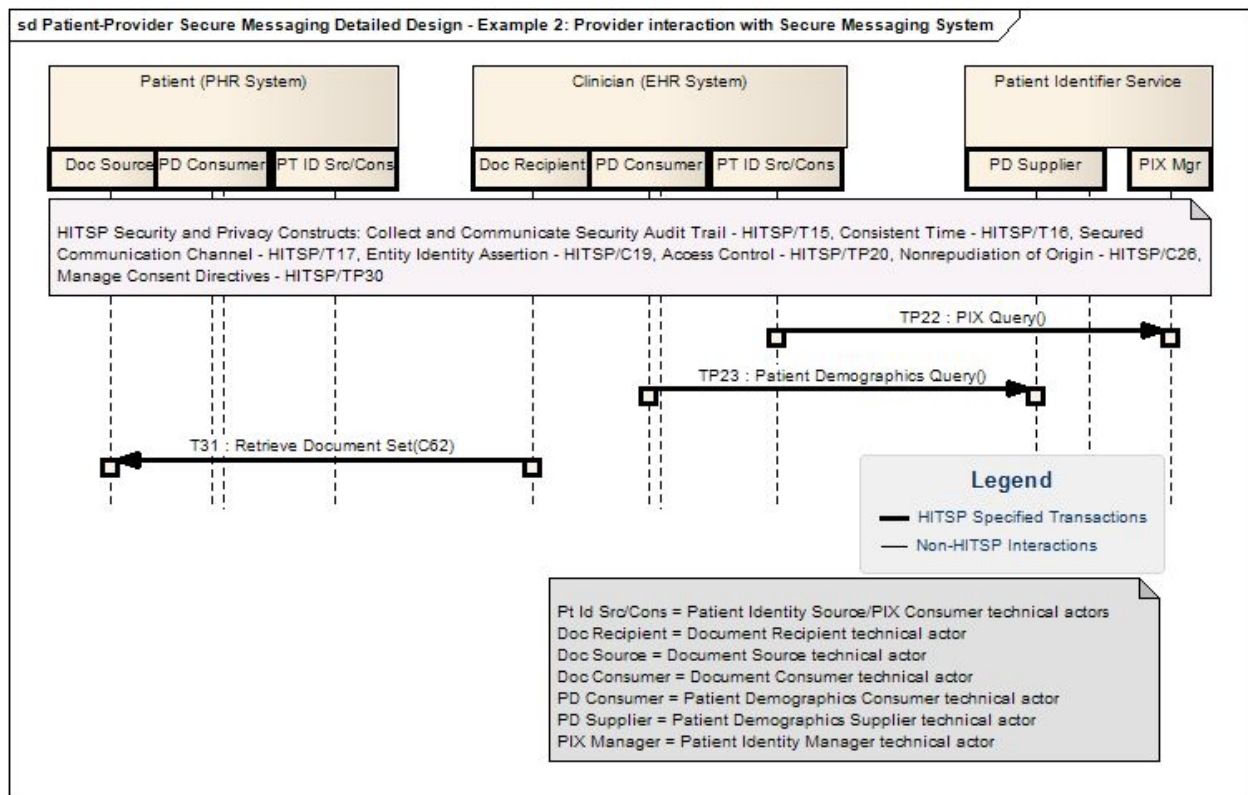 sd Patient-Provider Secure Messaging Detailed Design - Example 2: Provider interaction with Secure Messaging System
Patient (PHR System)
Clinician (EHR System)
Patient Identifier Service
Doc Source
PD Consumer
PT ID Src/Cons
Doc Recipient
PD Consumer
PT ID Src/Cons
PD Supplier
PIX Mgr
HITSP Security and Privacy Constructs: Collect and Communicate Security Audit Trail - HITSP/T15, Consistent Time - HITSP/T16, Secured
Communication Channel - HITSP/T17, Entity Identity Assertion - HITSP/C19, Access Control - HITSP/TP20, Nonrepudiation of Origin - HITSP/C26,
Manage Consent Directives - HITSP/TP30
TP22 : PIX Query()
TP23 : Patient Demographics Query()
T31 : Retrieve Document Set(C62)
Legend
HITSP Specified Transactions
Non-HITSP Interactions
Pt Id Src/Cons = Patient Identity Source/PIX Consumer technical actors
Doc Recipient = Document Recipient technical actor
Doc Source = Document Source technical actor
Doc Consumer = Document Consumer technical actor
PD Consumer = Patient Demographics Consumer technical actor
PD Supplier = Patient Demographics Supplier technical actor
PIX Manager = Patient Identity Manager technical actor